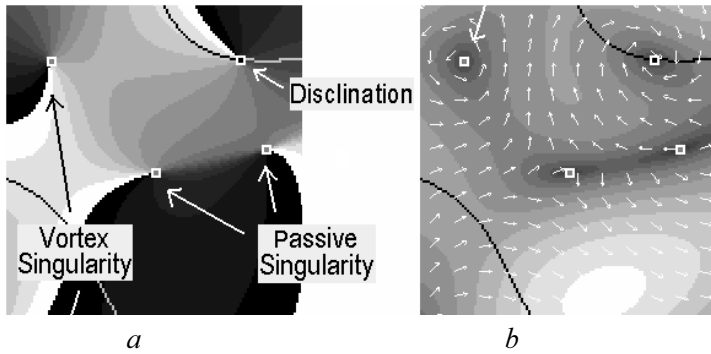 Disclination
Vortex
Singularity
Passive
Singularity
a
b